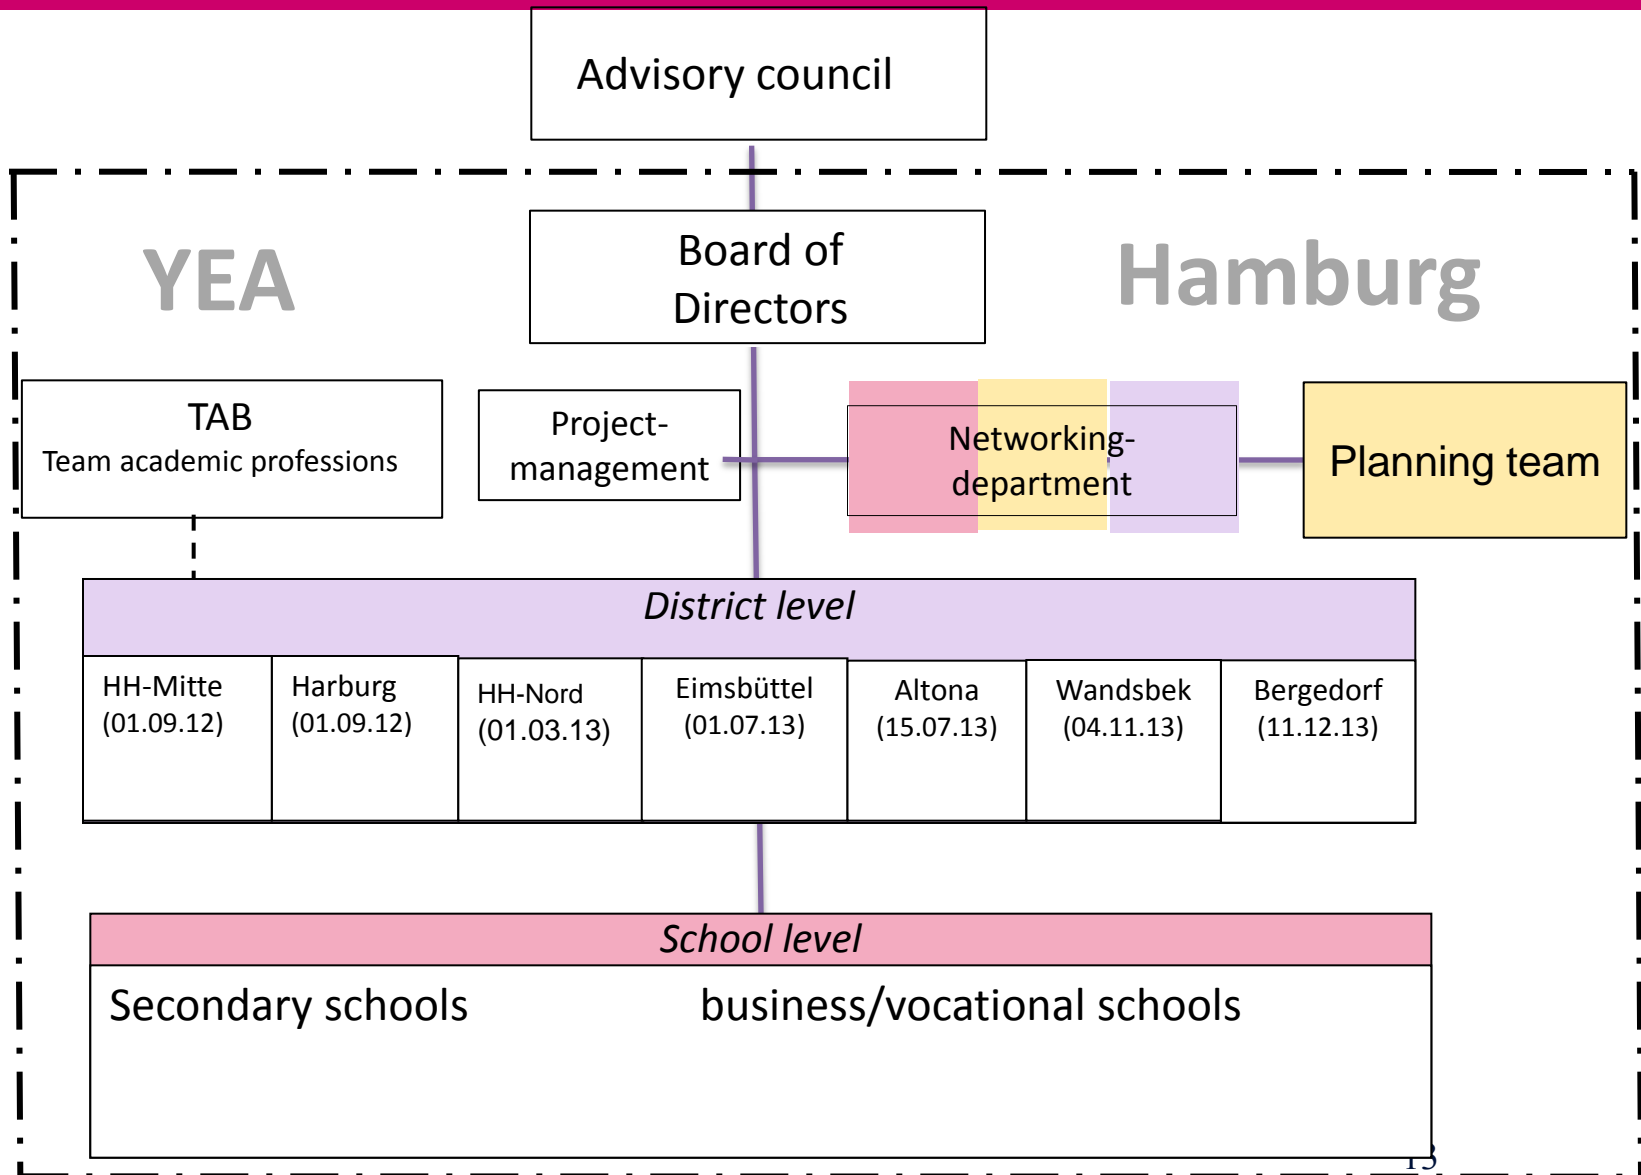 Advisory council
YEA
Board of
Directors
Hamburg
TAB
Team academic professions
Project-
management
Networking-
department
Planning team
District level
HH-Mitte
(01.09.12)
Harburg
(01.09.12)
HH-Nord
(01.03.13)
Eimsbüttel
(01.07.13)
Altona
(15.07.13)
Wandsbek
(04.11.13)
Bergedorf
(11.12.13)
School level
Secondary schools
business/vocational schools
13